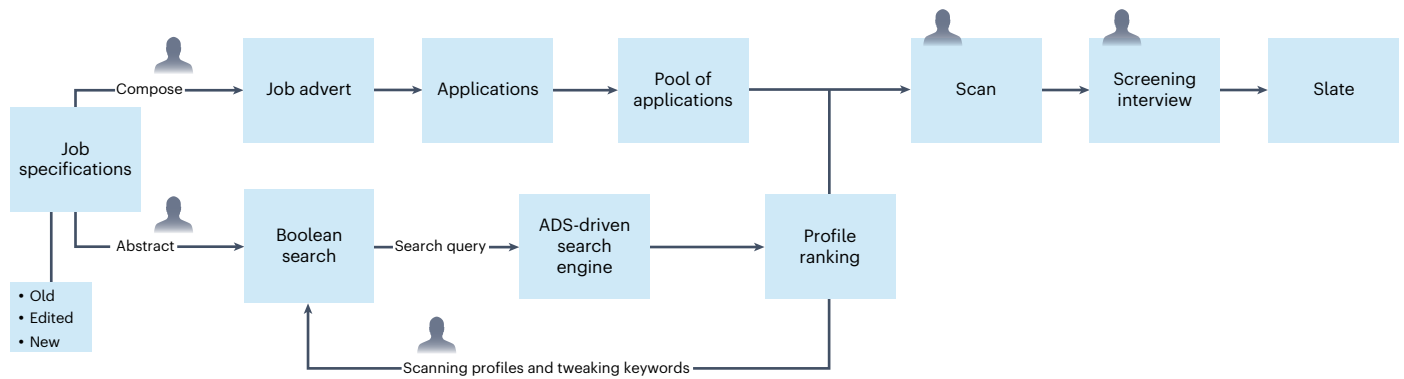 Compose
Job advert
Applications
Pool of
applications
Scan
Screening
interview
Slate
Job
specifications
Abstract
Boolean
search
Search query
ADS-driven
search
engine
Profile
ranking
• Old
• Edited
• New
Scanning profiles and tweaking keywords